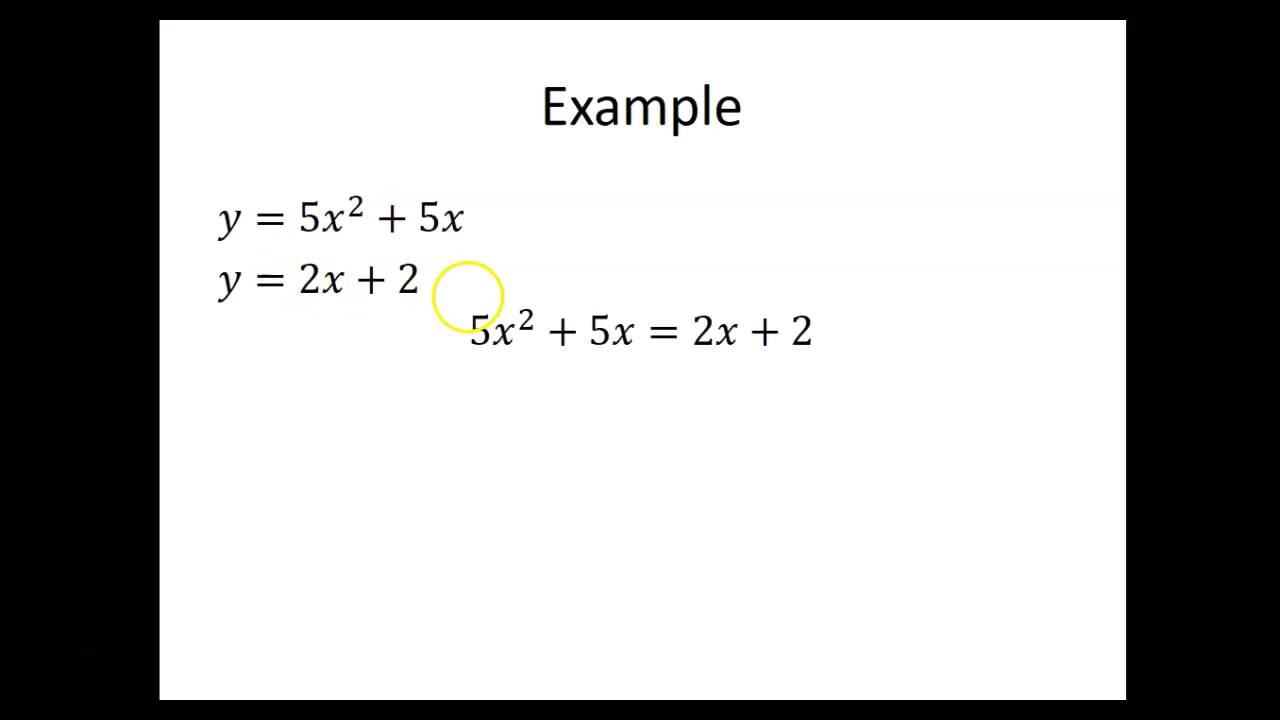 Example
y = 5x² + 5x
y = 2x + 2
5x² + 5x = 2x + 2